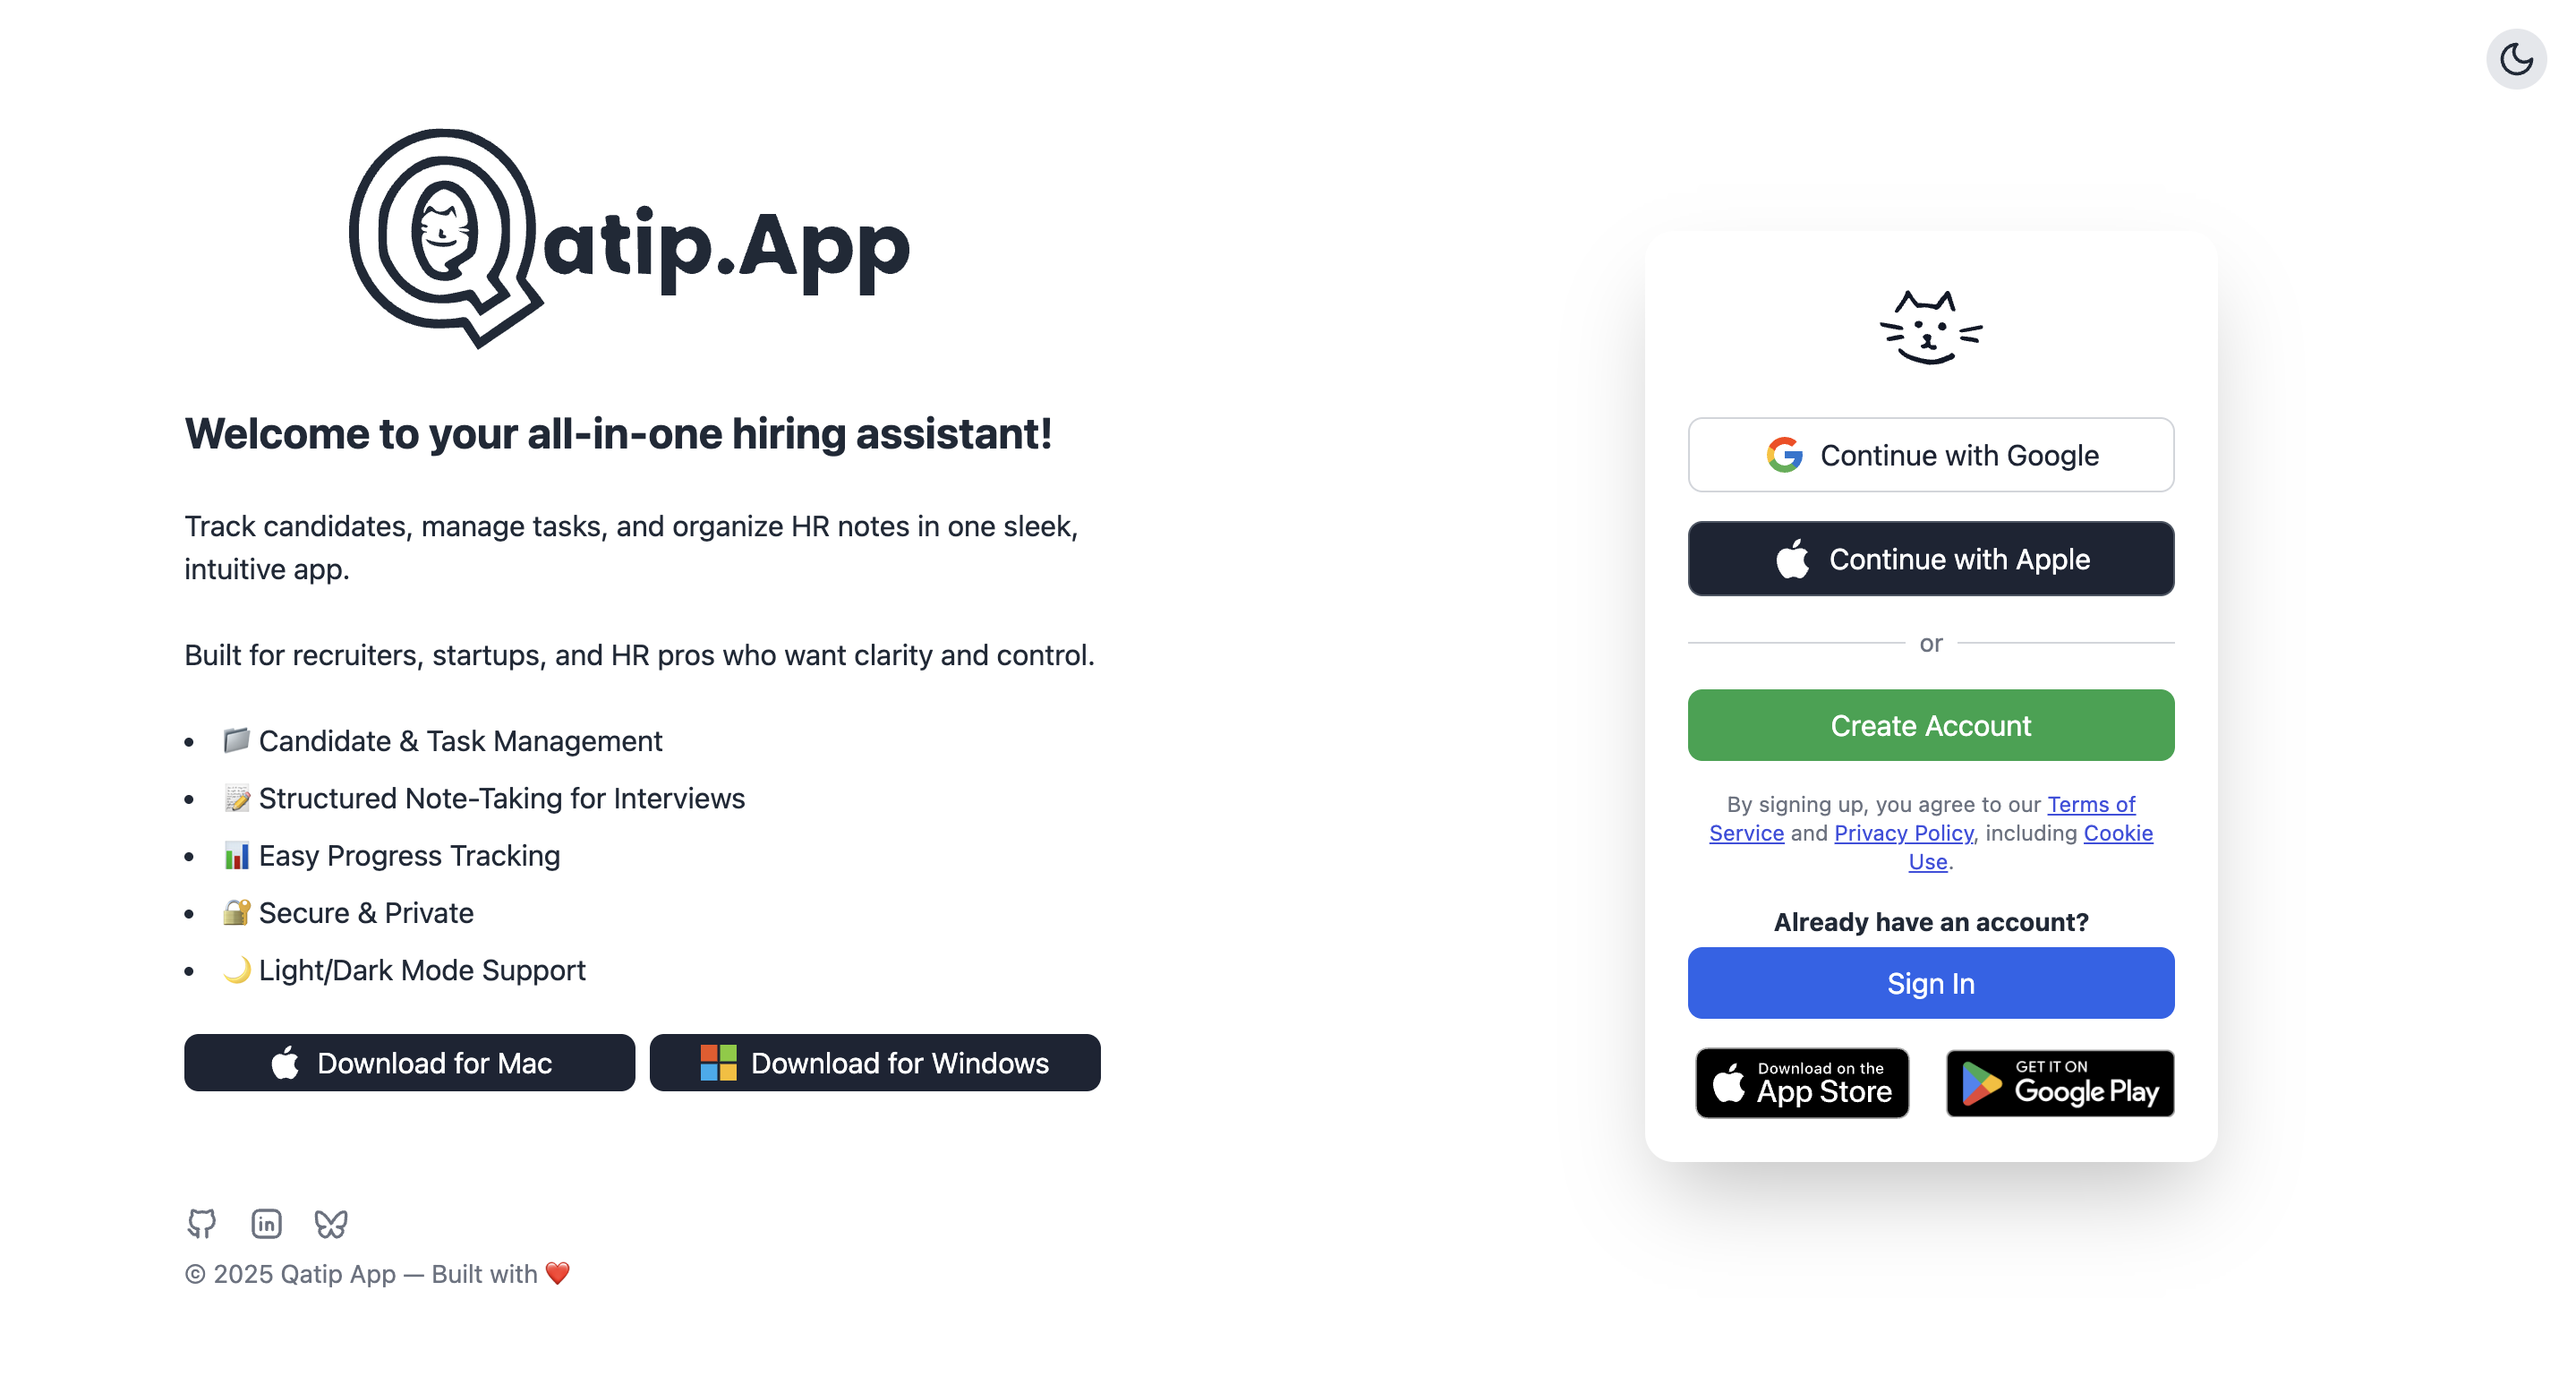 Qatip.App
Welcome to your all-in-one hiring assistant!
Track candidates, manage tasks, and organize HR notes in one sleek,
intuitive app.
Built for recruiters, startups, and HR pros who want clarity and control.
• 📁 Candidate & Task Management
• 📝 Structured Note-Taking for Interviews
• 📊 Easy Progress Tracking
• 🔐 Secure & Private
• 🌙 Light/Dark Mode Support
Download for Mac
Download for Windows
in
© 2025 Qatip App — Built with ❤️
Continue with Google
Continue with Apple
or
Create Account
By signing up, you agree to our Terms of
Service and Privacy Policy, including Cookie
Use.
Already have an account?
Sign In
Download on the
App Store
GET IT ON
Google Play